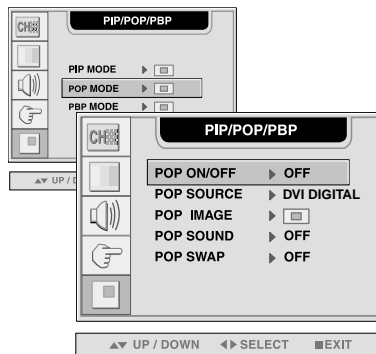 CH
PIP/POP/PBP
PIP MODE
POP MODE
PBP MODE
UP / D
CH
PIP/POP/PBP
POP ON/OFF OFF
POP SOURCE DVI DIGITAL
POP IMAGE
POP SOUND OFF
POP SWAP OFF
UP / DOWN SELECT EXIT